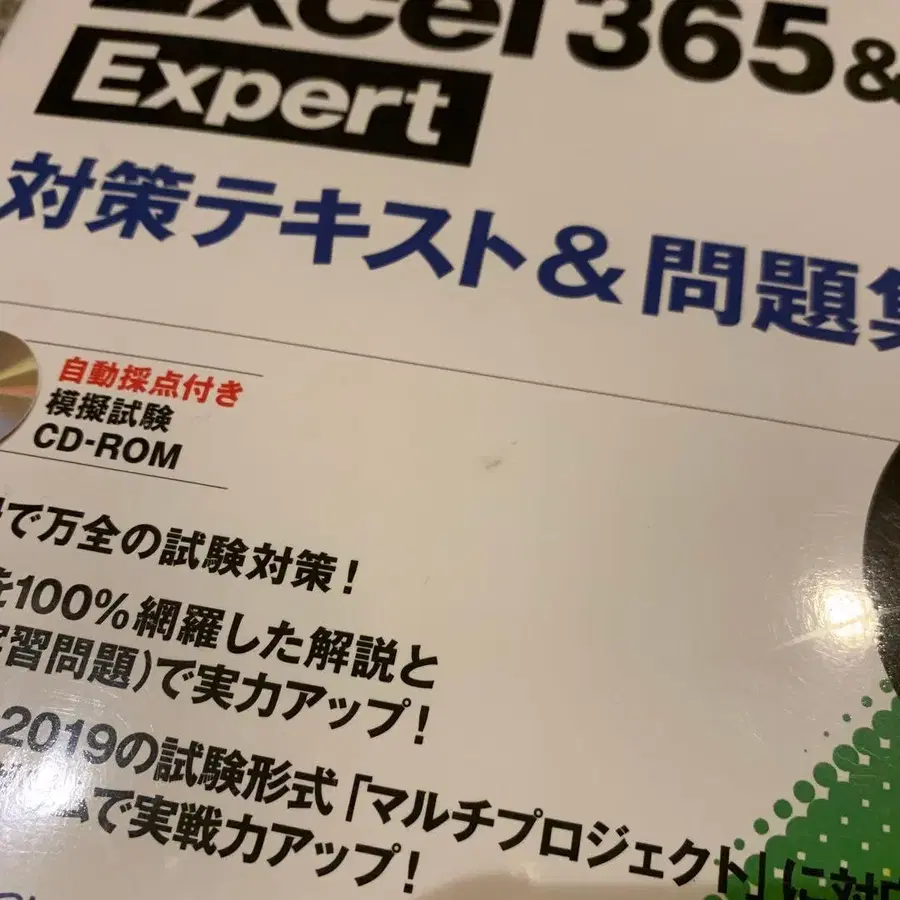 Excel 365 &
Expert
対策テキスト&問題集
自動採点付き
模擬試験
CD-ROM
で万全の試験対策!
を100%網羅した解説と
習問題)で実力アップ!
2019の試験形式「マルチプロジェクト」に対応
ムで実戦力アップ!